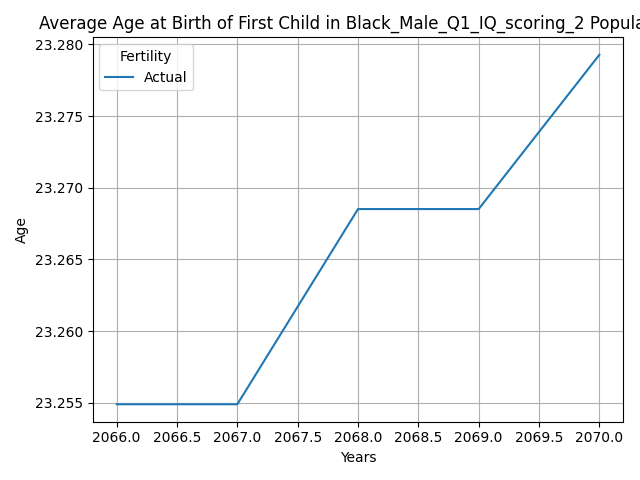 Average Age at Birth of First Child in Black_Male_Q1_IQ_scoring_2 Popula
23.280
Fertility
Actual
23.275
23.270
Age
23.265
23.260
23.255
2066.0 2066.5 2067.0 2067.5 2068.0 2068.5 2069.0 2069.5 2070.0
Years